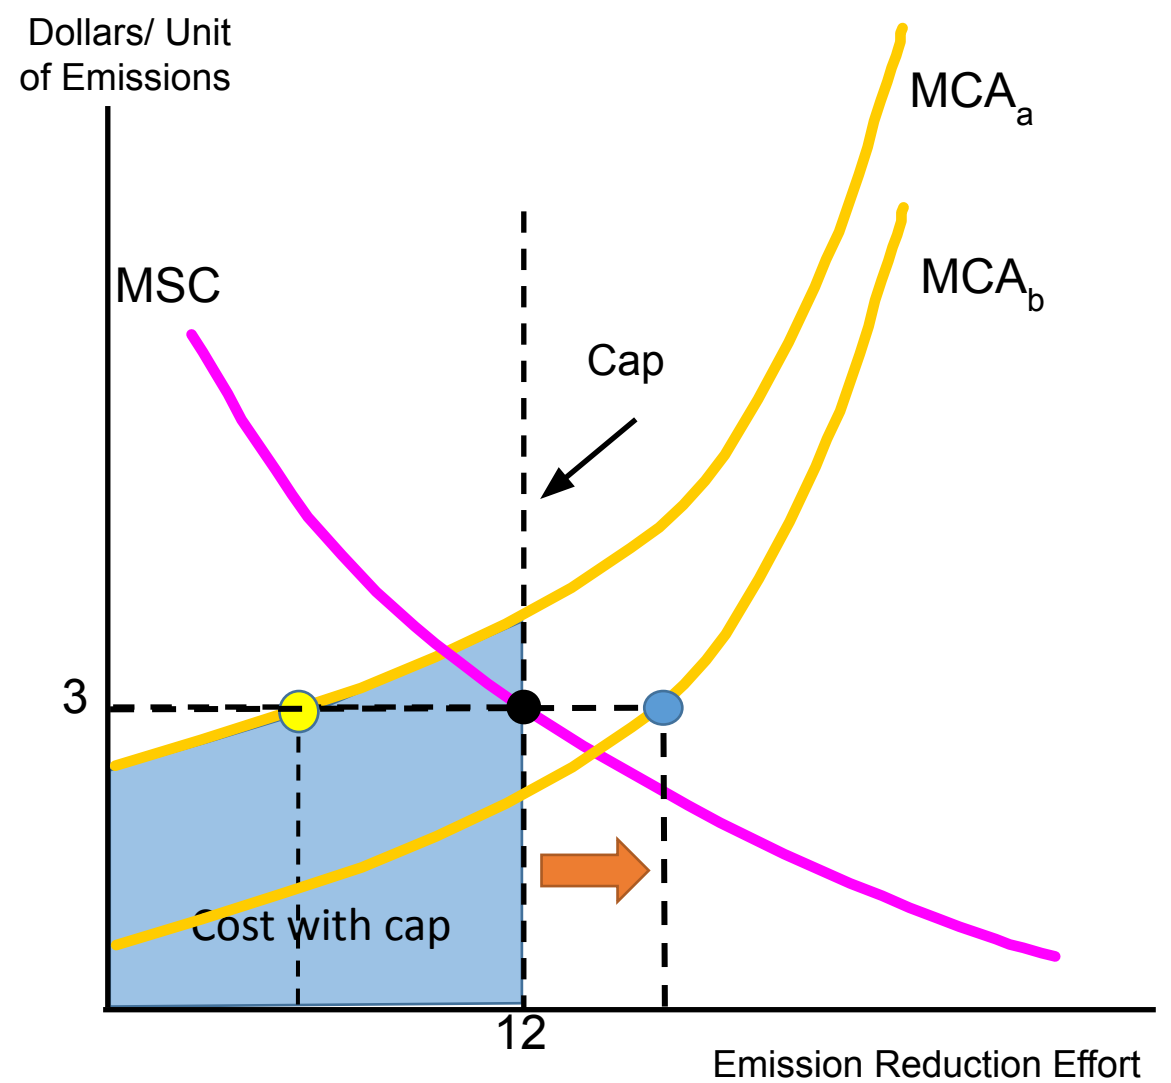 Dollars/ Unit
of Emissions
MCAa
MSC
MCAb
Cap
3
Cost with cap
12
Emission Reduction Effort